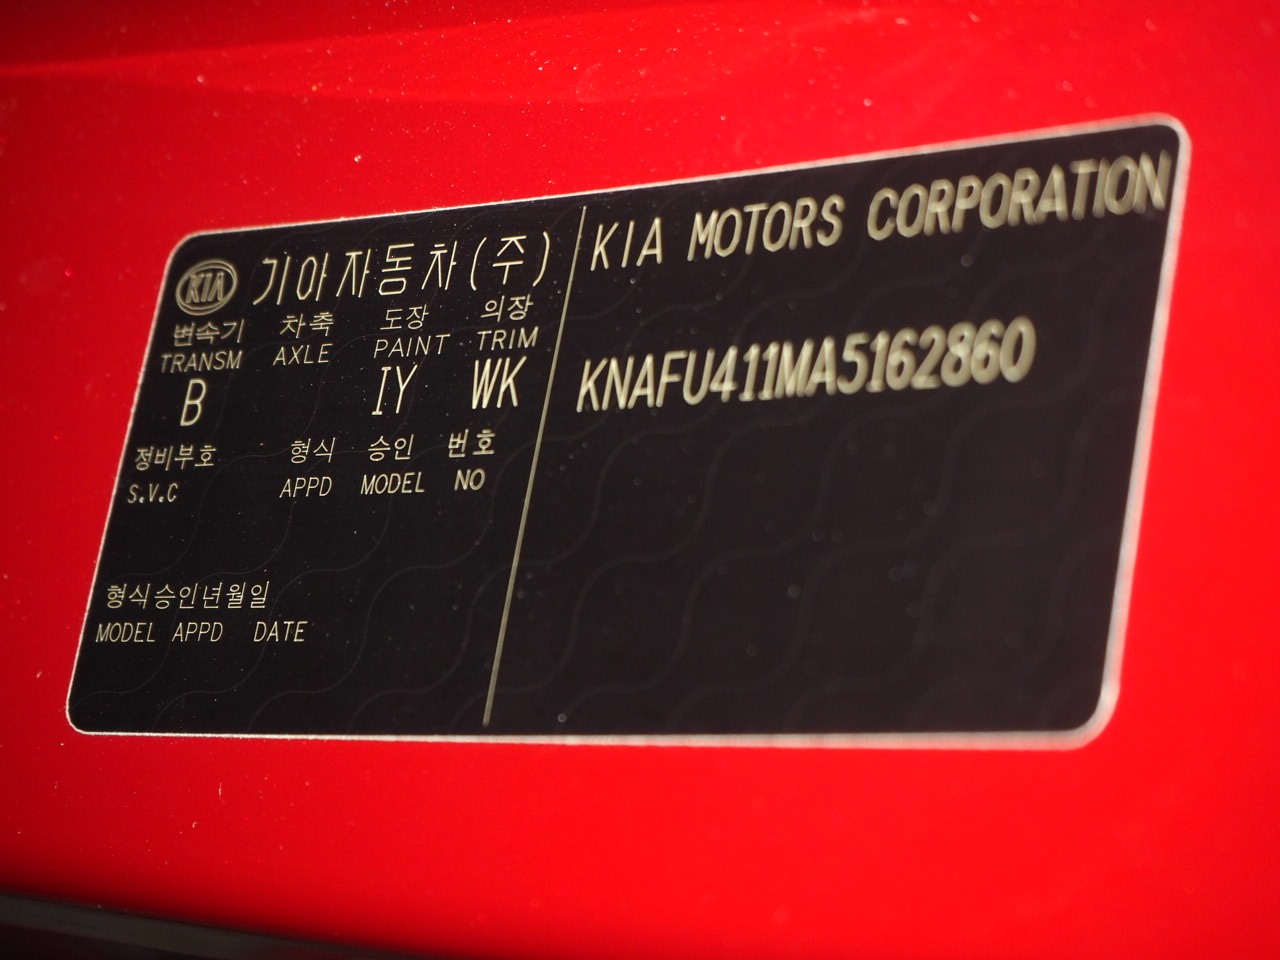 KIA 기아자동차(주)
변속기 차축 도장 의장
TRANSM AXLE PAINT TRIM
B IY WK
정비부호 형식 승인 번호
S.V.C APPD MODEL NO
형식승인년월일
MODEL APPD DATE
KIA MOTORS CORPORATION
KNAFU411MA5162860